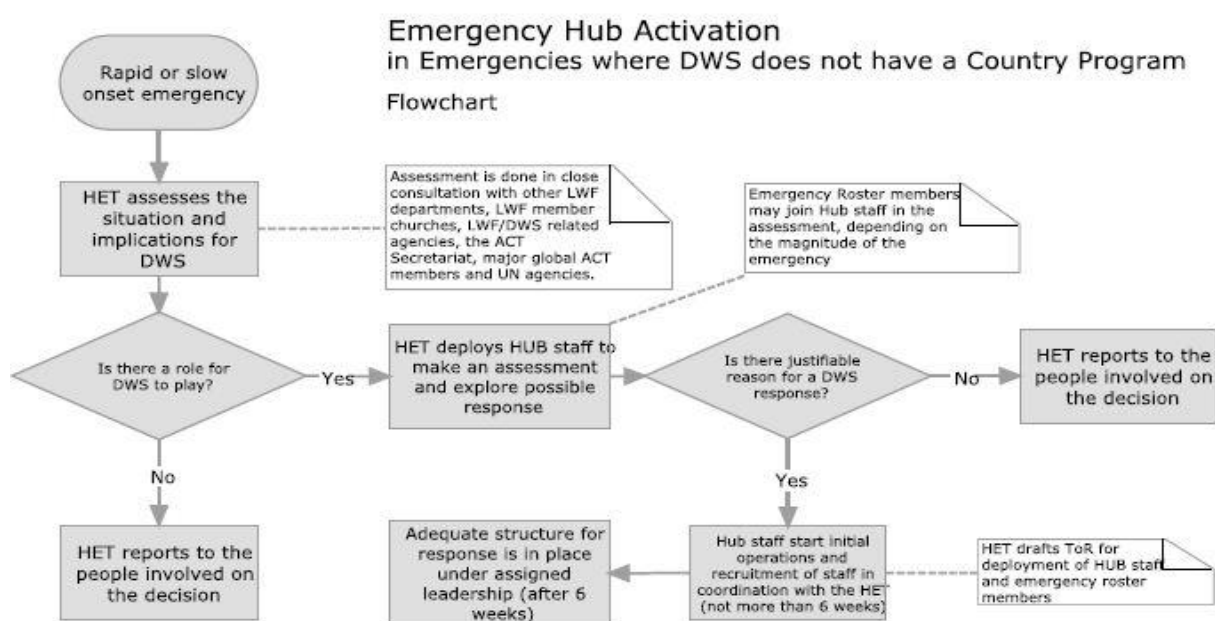 Emergency Hub Activation
in Emergencies where DWS does not have a Country Program
Flowchart
Rapid or slow
onset emergency
HET assesses the
situation and
implications for
DWS
Assessment is done in close
consultation with other LWF
departments, LWF member
churches, LWF/DWS related
agencies, the ACT
Secretariat, major global ACT
members and UN agencies.
Emergency Roster members
may join Hub staff in the
assessment, depending on
the magnitude of the
emergency
Is there a role for
DWS to play?
Yes
HET deploys HUB staff to
make an assessment
and explore possible
response
Is there justifiable
reason for a DWS
response?
No
HET reports to the
people involved on
the decision
No
Yes
HET reports to the
people involved on
the decision
Adequate structure for
response is in place
under assigned
leadership (after 6
weeks)
Hub staff start initial
operations and
recruitment of staff in
coordination with the HET
(not more than 6 weeks)
HET drafts ToR for
deployment of HUB staff
and emergency roster
members